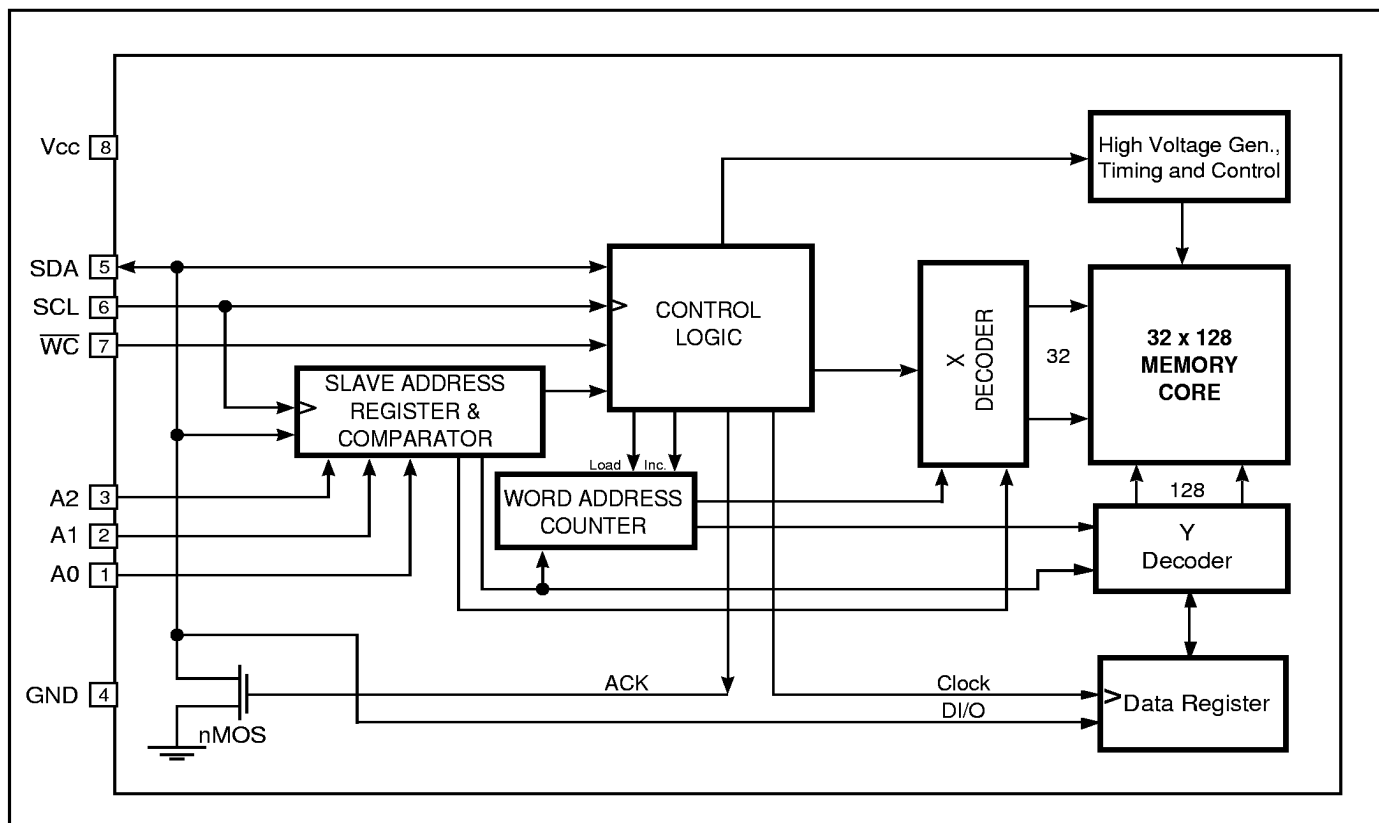 Vcc 8
High Voltage Gen.,
Timing and Control
SDA 5
SCL 6
W̅C̅ 7
CONTROL
LOGIC
X
DECODER
32
32 x 128
MEMORY
CORE
SLAVE ADDRESS
REGISTER &
COMPARATOR
Load Inc.
WORD ADDRESS
COUNTER
128
Y
Decoder
A2 3
A1 2
A0 1
GND 4
nMOS
ACK
Clock
DI/O
Data Register